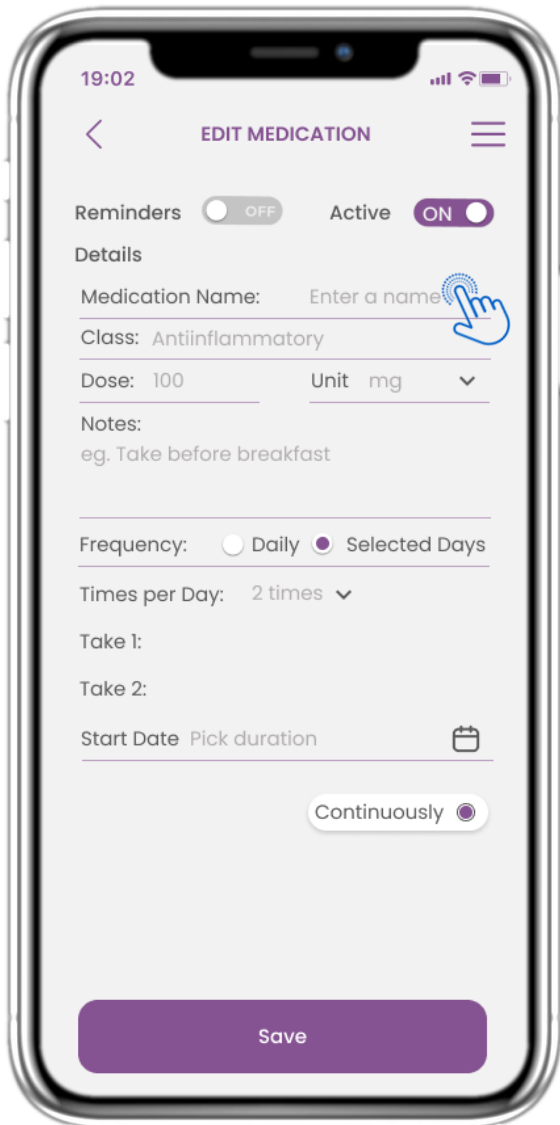 19:02
EDIT MEDICATION
Reminders OFF Active ON
Details
Medication Name: Enter a name
Class: Antiinflammatory
Dose: 100 Unit mg
Notes:
eg. Take before breakfast
Frequency: Daily Selected Days
Times per Day: 2 times
Take 1:
Take 2:
Start Date Pick duration
Continuously
Save